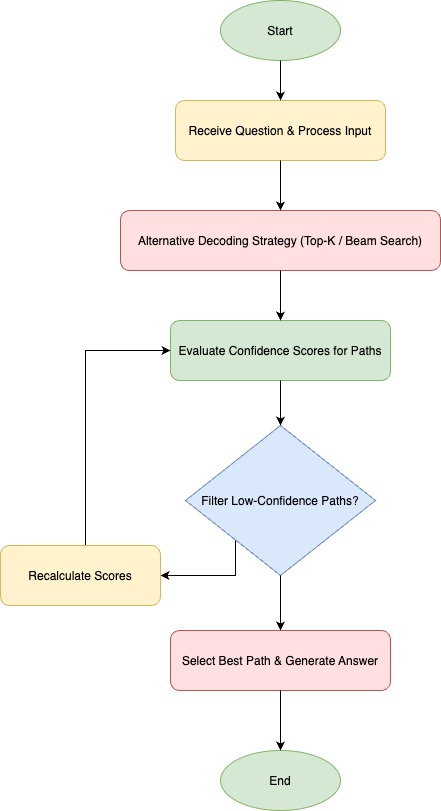 Start
Receive Question & Process Input
Alternative Decoding Strategy (Top-K / Beam Search)
Evaluate Confidence Scores for Paths
Filter Low-Confidence Paths?
Recalculate Scores
Select Best Path & Generate Answer
End